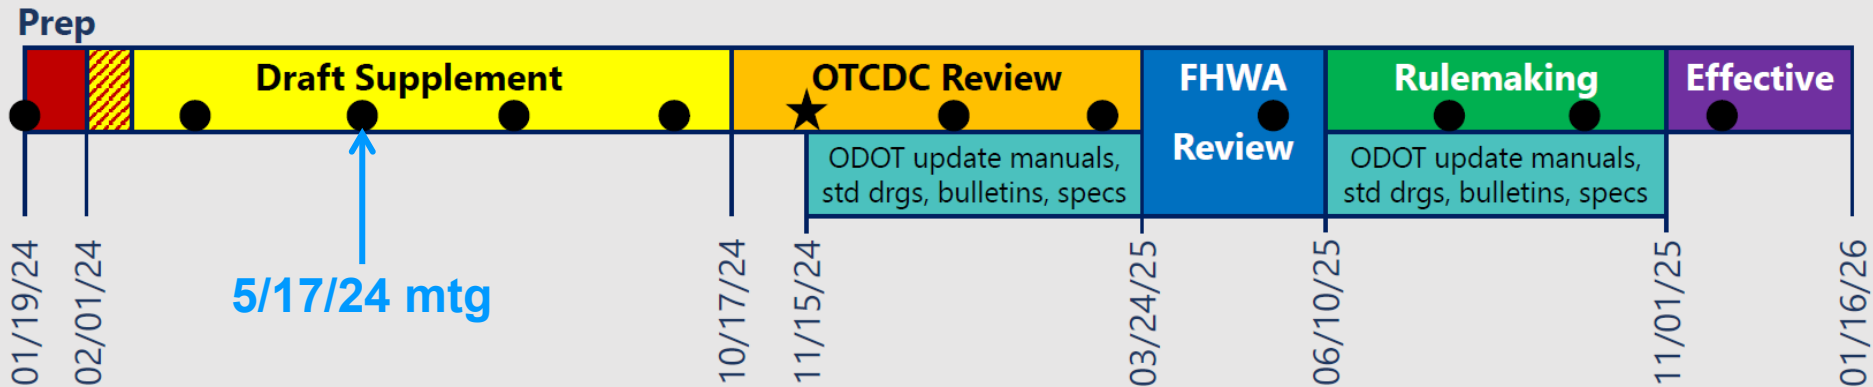 Prep
Draft Supplement
OTCDC Review
FHWA
Review
Rulemaking
Effective
ODOT update manuals,
std drgs, bulletins, specs
ODOT update manuals,
std drgs, bulletins, specs
5/17/24 mtg
01/19/24
02/01/24
10/17/24
11/15/24
03/24/25
06/10/25
11/01/25
01/16/26